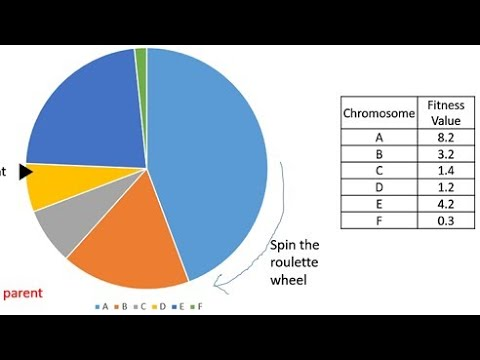 Chromosome Fitness Value
A 8.2
B 3.2
C 1.4
D 1.2
E 4.2
F 0.3
Spin the
roulette
wheel
parent
A B C D E F